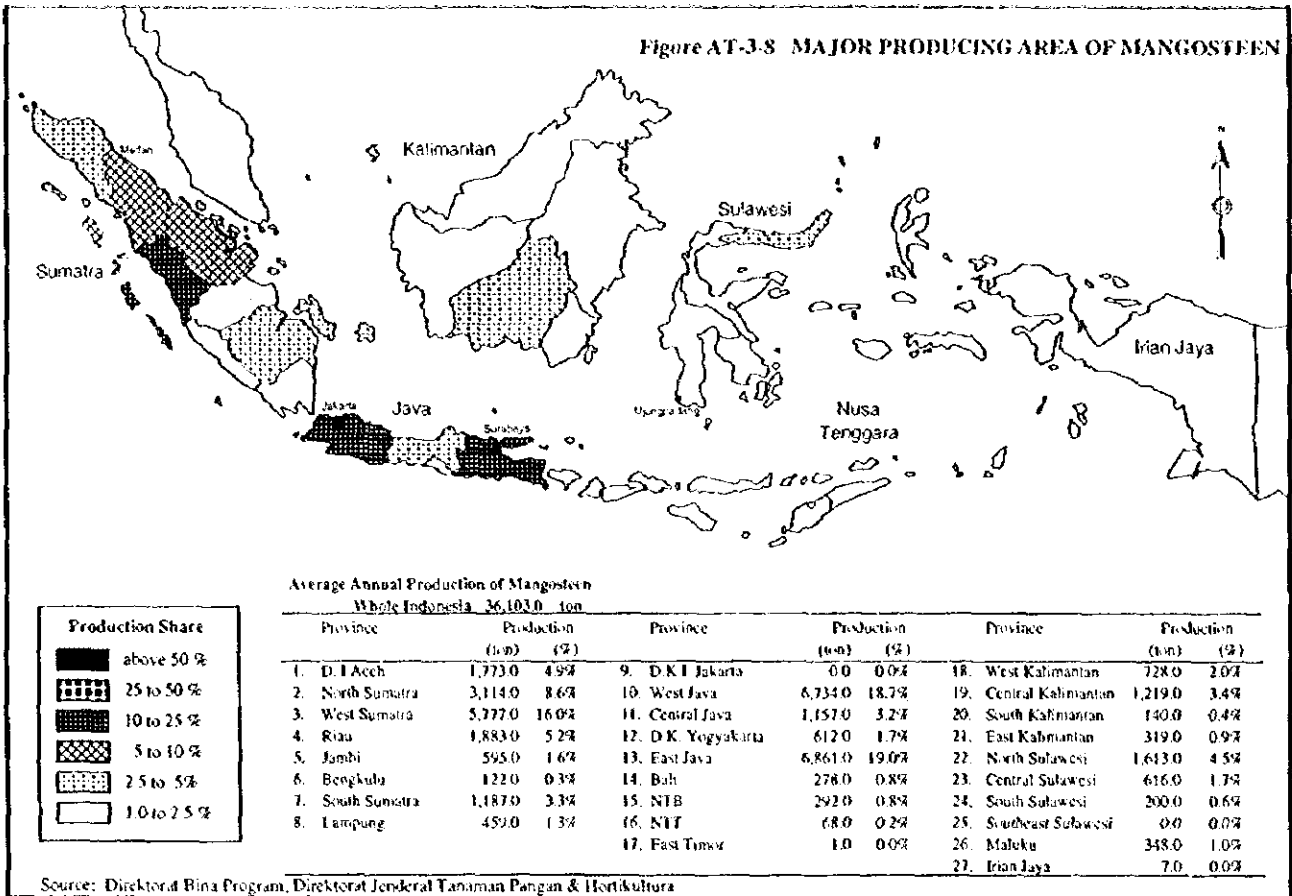 Figure AT-3-8 MAJOR PRODUCING AREA OF MANGOSTEEN
Medan
Kalimantan
Sulawesi
Sumatra
Irian Jaya
Jakarta
Java
Surabaya
Nusa
Tenggara
Average Annual Production of Mangosteen
Whole Indonesia 36,103.0 ton
Production Share
above 50 %
25 to 50 %
10 to 25 %
5 to 10 %
2.5 to 5%
1.0 to 2.5 %
Province Production Province Production Province Production
(ton) (%) (ton) (%) (ton) (%)
1. D. I Aceh 1,773.0 4.9% 9. D.K.I Jakarta 0.0 0.0% 18. West Kalimantan 728.0 2.0%
2. North Sumatra 3,114.0 8.6% 10. West Java 6,734.0 18.7% 19. Central Kalimantan 1,219.0 3.4%
3. West Sumatra 5,777.0 16.0% 11. Central Java 1,157.0 3.2% 20. South Kalimantan 140.0 0.4%
4. Riau 1,883.0 5.2% 12. D.K. Yogyakarta 612.0 1.7% 21. East Kalimantan 319.0 0.9%
5. Jambi 595.0 1.6% 13. East Java 6,861.0 19.0% 22. North Sulawesi 1,613.0 4.5%
6. Bengkulu 122.0 0.3% 14. Bali 276.0 0.8% 23. Central Sulawesi 616.0 1.7%
7. South Sumatra 1,187.0 3.3% 15. NTB 292.0 0.8% 24. South Sulawesi 200.0 0.6%
8. Lampung 459.0 1.3% 16. NTT 68.0 0.2% 25. Southeast Sulawesi 0.0 0.0%
17. East Timor 1.0 0.0% 26. Maluku 348.0 1.0%
27. Irian Jaya 7.0 0.0%
Source: Direktorat Bina Program, Direktorat Jenderal Tanaman Pangan & Hortikultura